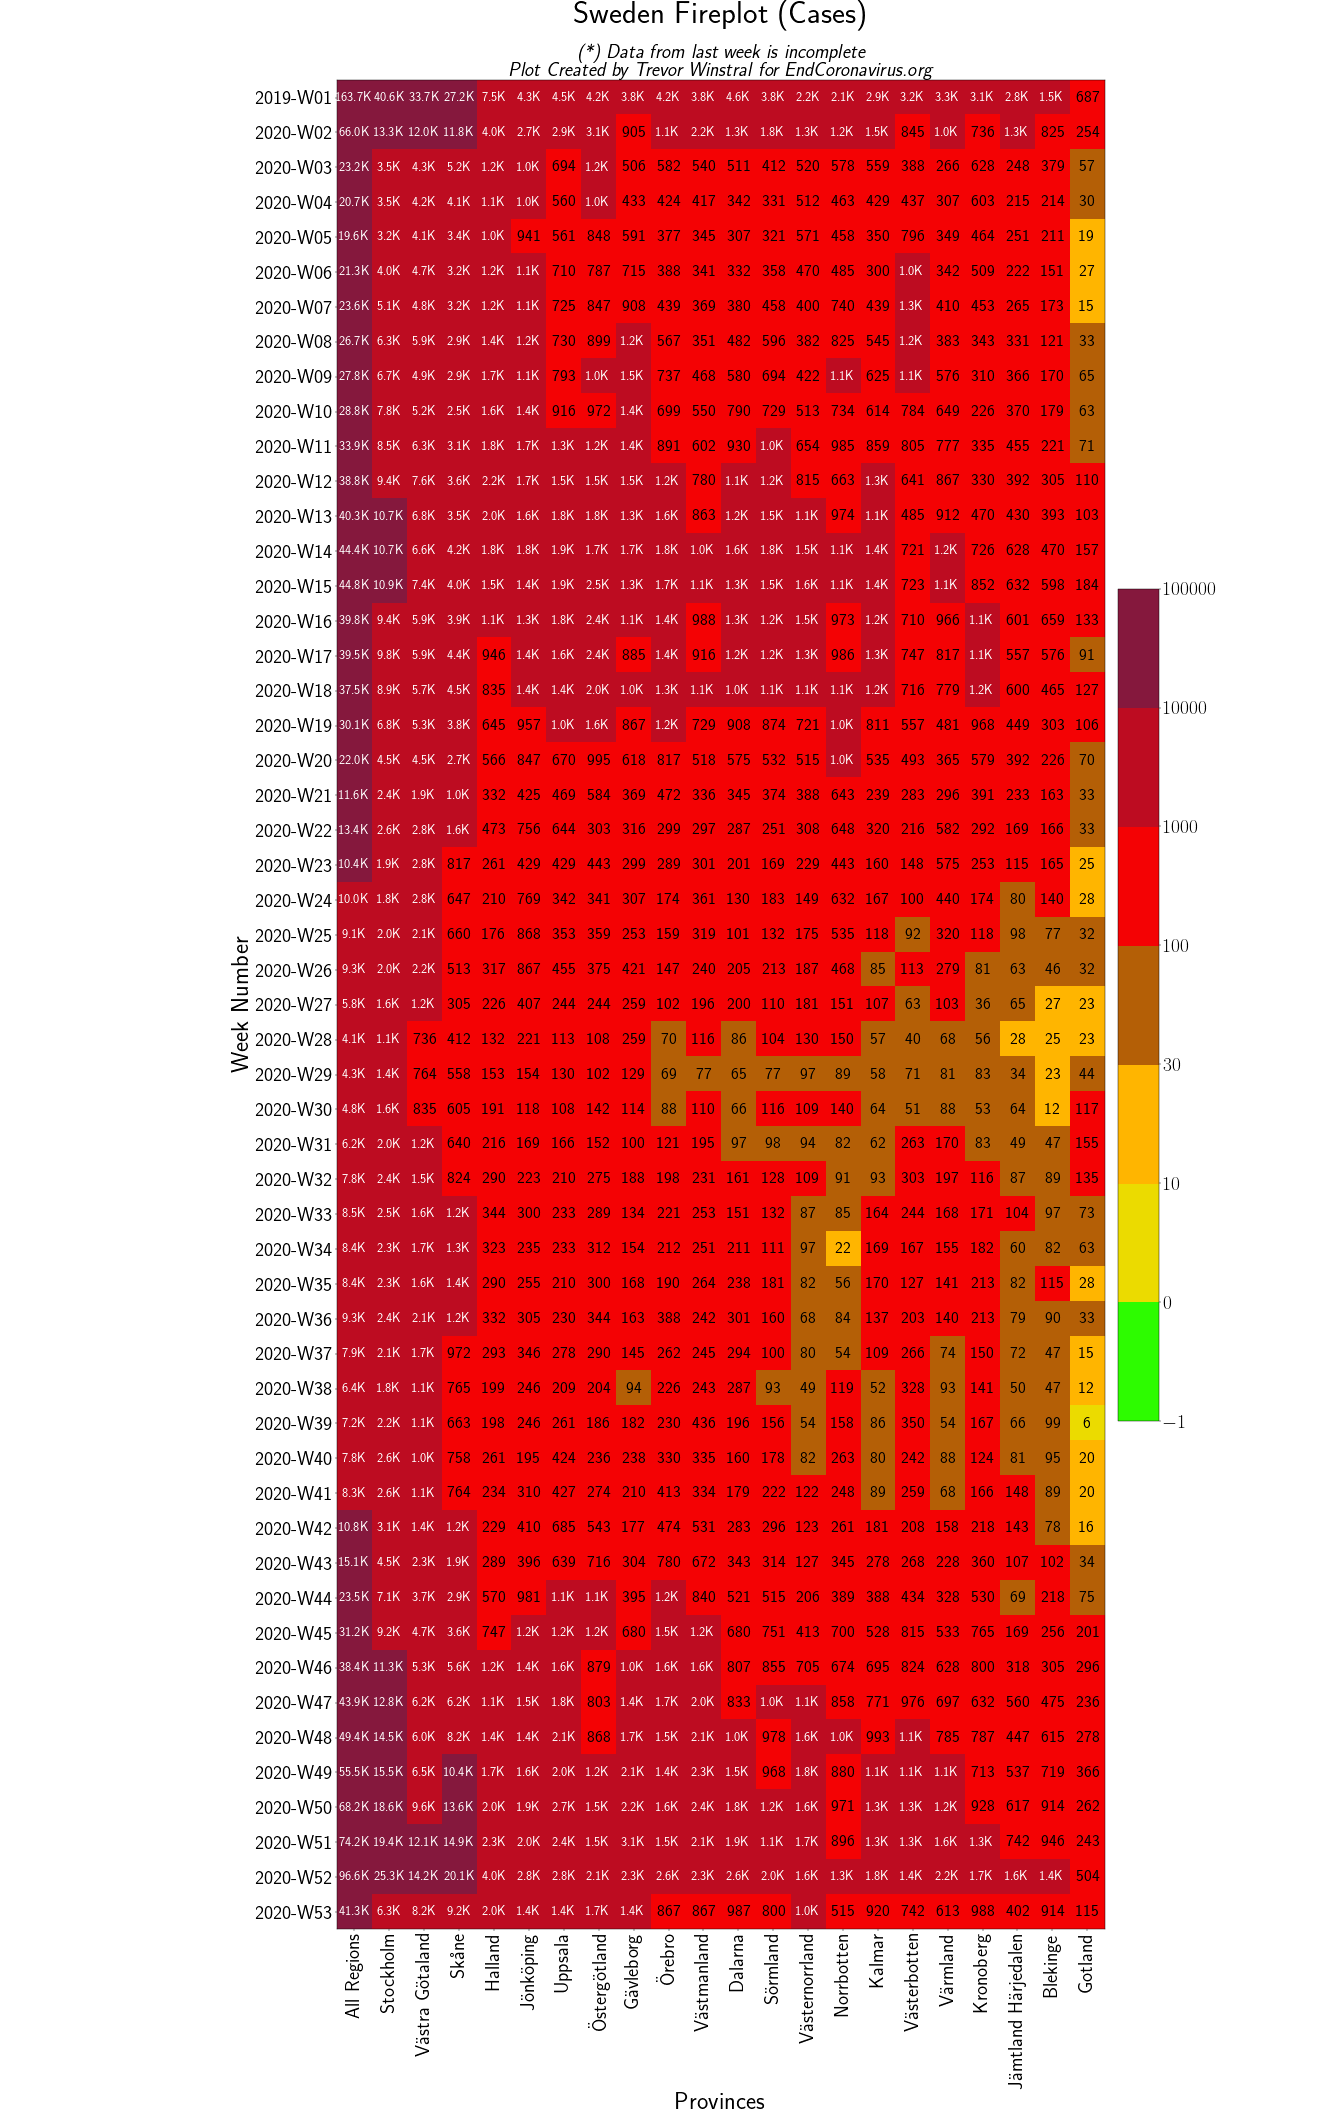 Sweden Fireplot (Cases)
(*) Data from last week is incomplete
Plot Created by Trevor Winstral for EndCoronavirus.org
2019-W01 163.7K 40.6K 33.7K 27.2K 7.5K 4.3K 4.5K 4.2K 3.8K 4.2K 3.8K 4.6K 3.8K 2.2K 2.1K 2.9K 3.2K 3.3K 3.1K 2.8K 1.5K 687
2020-W02 66.0K 13.3K 12.0K 11.8K 4.0K 2.7K 2.9K 3.1K 905 1.1K 2.2K 1.3K 1.8K 1.3K 1.2K 1.5K 845 1.0K 736 1.3K 825 254
2020-W03 23.2K 3.5K 4.3K 5.2K 1.2K 1.0K 694 1.2K 506 582 540 511 412 520 578 559 388 266 628 248 379 57
2020-W04 20.7K 3.5K 4.2K 4.1K 1.1K 1.0K 560 1.0K 433 424 417 342 331 512 463 429 437 307 603 215 214 30
2020-W05 19.6K 3.2K 4.1K 3.4K 1.0K 941 561 848 591 377 345 307 321 571 458 350 796 349 464 251 211 19
2020-W06 21.3K 4.0K 4.7K 3.2K 1.2K 1.1K 710 787 715 388 341 332 358 470 485 300 1.0K 342 509 222 151 27
2020-W07 23.6K 5.1K 4.8K 3.2K 1.2K 1.1K 725 847 908 439 369 380 458 400 740 439 1.3K 410 453 265 173 15
2020-W08 26.7K 6.3K 5.9K 2.9K 1.4K 1.2K 730 899 1.2K 567 351 482 596 382 825 545 1.2K 383 343 331 121 33
2020-W09 27.8K 6.7K 4.9K 2.9K 1.7K 1.1K 793 1.0K 1.5K 737 468 580 694 422 1.1K 625 1.1K 576 310 366 170 65
2020-W10 28.8K 7.8K 5.2K 2.5K 1.6K 1.4K 916 972 1.4K 699 550 790 729 513 734 614 784 649 226 370 179 63
2020-W11 33.9K 8.5K 6.3K 3.1K 1.8K 1.7K 1.3K 1.2K 1.4K 891 602 930 1.0K 654 985 859 805 777 335 455 221 71
2020-W12 38.8K 9.4K 7.6K 3.6K 2.2K 1.7K 1.5K 1.5K 1.5K 1.2K 780 1.1K 1.2K 815 663 1.3K 641 867 330 392 305 110
2020-W13 40.3K 10.7K 6.8K 3.5K 2.0K 1.6K 1.8K 1.8K 1.3K 1.6K 863 1.2K 1.5K 1.1K 974 1.1K 485 912 470 430 393 103
2020-W14 44.4K 10.7K 6.6K 4.2K 1.8K 1.8K 1.9K 1.7K 1.7K 1.8K 1.0K 1.6K 1.8K 1.5K 1.1K 1.4K 721 1.2K 726 628 470 157
2020-W15 44.8K 10.9K 7.4K 4.0K 1.5K 1.4K 1.9K 2.5K 1.3K 1.7K 1.1K 1.3K 1.5K 1.6K 1.1K 1.4K 723 1.1K 852 632 598 184
2020-W16 39.8K 9.4K 5.9K 3.9K 1.1K 1.3K 1.8K 2.4K 1.1K 1.4K 988 1.3K 1.2K 1.5K 973 1.2K 710 966 1.1K 601 659 133
2020-W17 39.5K 9.8K 5.9K 4.4K 946 1.4K 1.6K 2.4K 885 1.4K 916 1.2K 1.2K 1.3K 986 1.3K 747 817 1.1K 557 576 91
2020-W18 37.5K 8.9K 5.7K 4.5K 835 1.4K 1.4K 2.0K 1.0K 1.3K 1.1K 1.0K 1.1K 1.1K 1.1K 1.2K 716 779 1.2K 600 465 127
2020-W19 30.1K 6.8K 5.3K 3.8K 645 957 1.0K 1.6K 867 1.2K 729 908 874 721 1.0K 811 557 481 968 449 303 106
2020-W20 22.0K 4.5K 4.5K 2.7K 566 847 670 995 618 817 518 575 532 515 1.0K 535 493 365 579 392 226 70
2020-W21 11.6K 2.4K 1.9K 1.0K 332 425 469 584 369 472 336 345 374 388 643 239 283 296 391 233 163 33
2020-W22 13.4K 2.6K 2.8K 1.6K 473 756 644 303 316 299 297 287 251 308 648 320 216 582 292 169 166 33
2020-W23 10.4K 1.9K 2.8K 817 261 429 429 443 299 289 301 201 169 229 443 160 148 575 253 115 165 25
2020-W24 10.0K 1.8K 2.8K 647 210 769 342 341 307 174 361 130 183 149 632 167 100 440 174 80 140 28
2020-W25 9.1K 2.0K 2.1K 660 176 868 353 359 253 159 319 101 132 175 535 118 92 320 118 98 77 32
2020-W26 9.3K 2.0K 2.2K 513 317 867 455 375 421 147 240 205 213 187 468 85 113 279 81 63 46 32
2020-W27 5.8K 1.6K 1.2K 305 226 407 244 244 259 102 196 200 110 181 151 107 63 103 36 65 27 23
2020-W28 4.1K 1.1K 736 412 132 221 113 108 259 70 116 86 104 130 150 57 40 68 56 28 25 23
2020-W29 4.3K 1.4K 764 558 153 154 130 102 129 69 77 65 77 97 89 58 71 81 83 34 23 44
2020-W30 4.8K 1.6K 835 605 191 118 108 142 114 88 110 66 116 109 140 64 51 88 53 64 12 117
2020-W31 6.2K 2.0K 1.2K 640 216 169 166 152 100 121 195 97 98 94 82 62 263 170 83 49 47 155
2020-W32 7.8K 2.4K 1.5K 824 290 223 210 275 188 198 231 161 128 109 91 93 303 197 116 87 89 135
2020-W33 8.5K 2.5K 1.6K 1.2K 344 300 233 289 134 221 253 151 132 87 85 164 244 168 171 104 97 73
2020-W34 8.4K 2.3K 1.7K 1.3K 323 235 233 312 154 212 251 211 111 97 22 169 167 155 182 60 82 63
2020-W35 8.4K 2.3K 1.6K 1.4K 290 255 210 300 168 190 264 238 181 82 56 170 127 141 213 82 115 28
2020-W36 9.3K 2.4K 2.1K 1.2K 332 305 230 344 163 388 242 301 160 68 84 137 203 140 213 79 90 33
2020-W37 7.9K 2.1K 1.7K 972 293 346 278 290 145 262 245 294 100 80 54 109 266 74 150 72 47 15
2020-W38 6.4K 1.8K 1.1K 765 199 246 209 204 94 226 243 287 93 49 119 52 328 93 141 50 47 12
2020-W39 7.2K 2.2K 1.1K 663 198 246 261 186 182 230 436 196 156 54 158 86 350 54 167 66 99 6
2020-W40 7.8K 2.6K 1.0K 758 261 195 424 236 238 330 335 160 178 82 263 80 242 88 124 81 95 20
2020-W41 8.3K 2.6K 1.1K 764 234 310 427 274 210 413 334 179 222 122 248 89 259 68 166 148 89 20
2020-W42 10.8K 3.1K 1.4K 1.2K 229 410 685 543 177 474 531 283 296 123 261 181 208 158 218 143 78 16
2020-W43 15.1K 4.5K 2.3K 1.9K 289 396 639 716 304 780 672 343 314 127 345 278 268 228 360 107 102 34
2020-W44 23.5K 7.1K 3.7K 2.9K 570 981 1.1K 1.1K 395 1.2K 840 521 515 206 389 388 434 328 530 69 218 75
2020-W45 31.2K 9.2K 4.7K 3.6K 747 1.2K 1.2K 1.2K 680 1.5K 1.2K 680 751 413 700 528 815 533 765 169 256 201
2020-W46 38.4K 11.3K 5.3K 5.6K 1.2K 1.4K 1.6K 879 1.0K 1.6K 1.6K 807 855 705 674 695 824 628 800 318 305 296
2020-W47 43.9K 12.8K 6.2K 6.2K 1.1K 1.5K 1.8K 803 1.4K 1.7K 2.0K 833 1.0K 1.1K 858 771 976 697 632 560 475 236
2020-W48 49.4K 14.5K 6.0K 8.2K 1.4K 1.4K 2.1K 868 1.7K 1.5K 2.1K 1.0K 978 1.6K 1.0K 993 1.1K 785 787 447 615 278
2020-W49 55.5K 15.5K 6.5K 10.4K 1.7K 1.6K 2.0K 1.2K 2.1K 1.4K 2.3K 1.5K 968 1.8K 880 1.1K 1.1K 1.1K 713 537 719 366
2020-W50 68.2K 18.6K 9.6K 13.6K 2.0K 1.9K 2.7K 1.5K 2.2K 1.6K 2.4K 1.8K 1.2K 1.6K 971 1.3K 1.3K 1.2K 928 617 914 262
2020-W51 74.2K 19.4K 12.1K 14.9K 2.3K 2.0K 2.4K 1.5K 3.1K 1.5K 2.1K 1.9K 1.1K 1.7K 896 1.3K 1.3K 1.6K 1.3K 742 946 243
2020-W52 96.6K 25.3K 14.2K 20.1K 4.0K 2.8K 2.8K 2.1K 2.3K 2.6K 2.3K 2.6K 2.0K 1.6K 1.3K 1.8K 1.4K 2.2K 1.7K 1.6K 1.4K 504
2020-W53 41.3K 6.3K 8.2K 9.2K 2.0K 1.4K 1.4K 1.7K 1.4K 867 867 987 800 1.0K 515 920 742 613 988 402 914 115
Week Number
All Regions
Stockholm
Västra Götaland
Skåne
Halland
Jönköping
Uppsala
Östergötland
Gävleborg
Örebro
Västmanland
Dalarna
Sörmland
Västernorrland
Norrbotten
Kalmar
Västerbotten
Värmland
Kronoberg
Jämtland Härjedalen
Blekinge
Gotland
Provinces
100000
10000
1000
100
30
10
0
−1